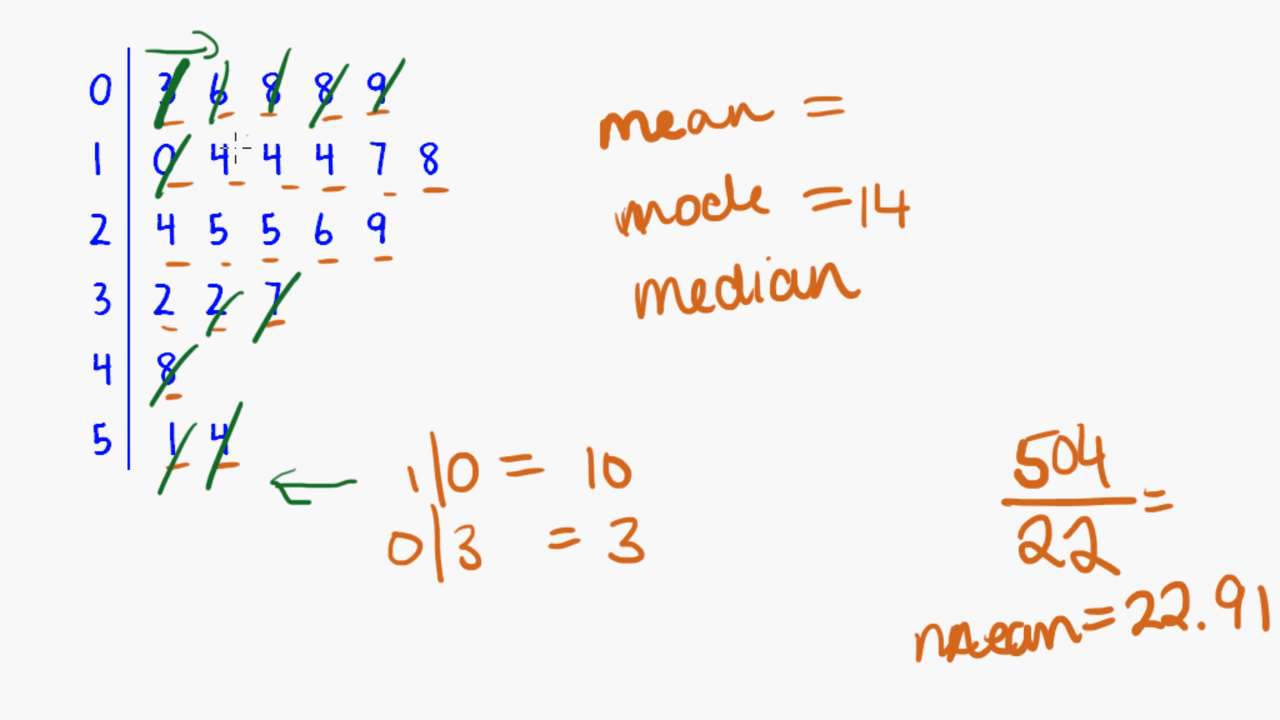 0 | 3 6 8 8 9
1 | 0 4 4 4 7 8
2 | 4 5 5 6 9
3 | 2 2 7
4 | 8
5 | 1 4
mean =
mode = 14
median
1|0 = 10
0|3 = 3
504
22
=
mean = 22.91